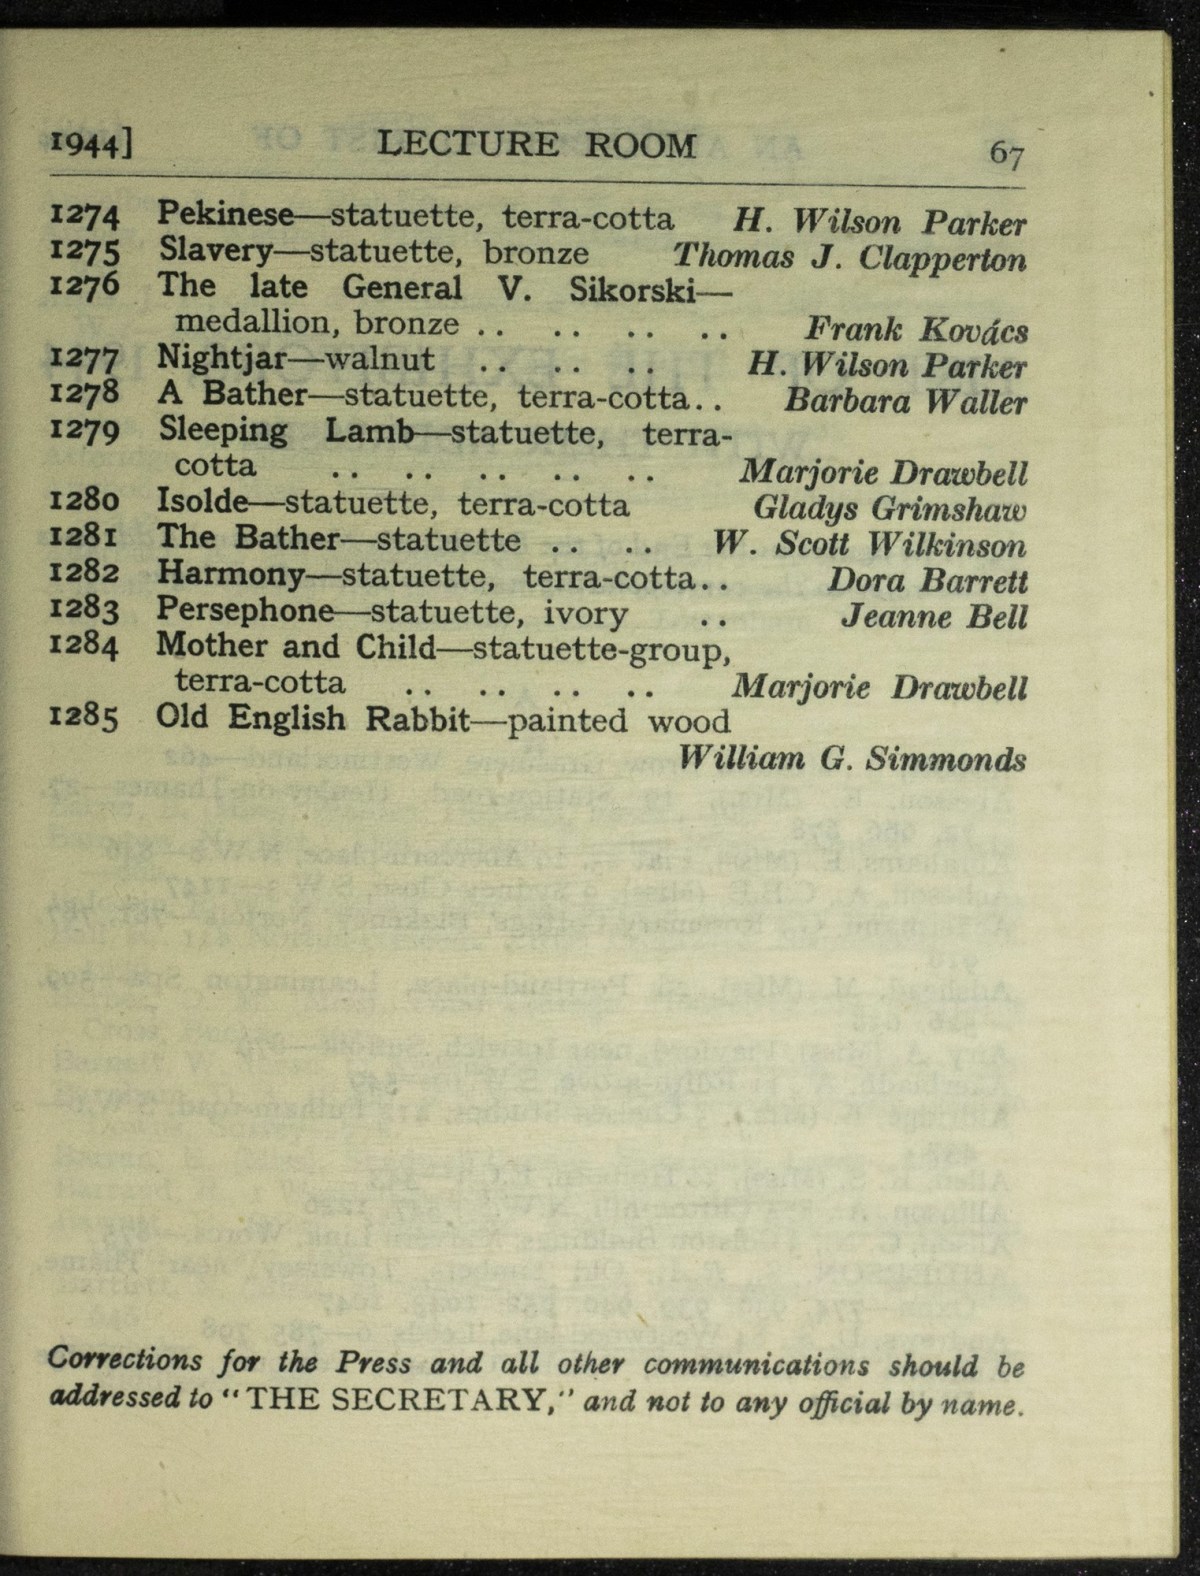 1944] LECTURE ROOM 67
1274 Pekinese—statuette, terra-cotta H. Wilson Parker
1275 Slavery—statuette, bronze Thomas J. Clapperton
1276 The late General V. Sikorski—
medallion, bronze .. .. .. .. Frank Kovács
1277 Nightjar—walnut .. .. .. H. Wilson Parker
1278 A Bather—statuette, terra-cotta.. Barbara Waller
1279 Sleeping Lamb—statuette, terra-
cotta .. .. .. .. .. Marjorie Drawbell
1280 Isolde—statuette, terra-cotta Gladys Grimshaw
1281 The Bather—statuette .. .. W. Scott Wilkinson
1282 Harmony—statuette, terra-cotta.. Dora Barrett
1283 Persephone—statuette, ivory .. Jeanne Bell
1284 Mother and Child—statuette-group,
terra-cotta .. .. .. .. Marjorie Drawbell
1285 Old English Rabbit—painted wood
William G. Simmonds
Corrections for the Press and all other communications should be
addressed to "THE SECRETARY," and not to any official by name.